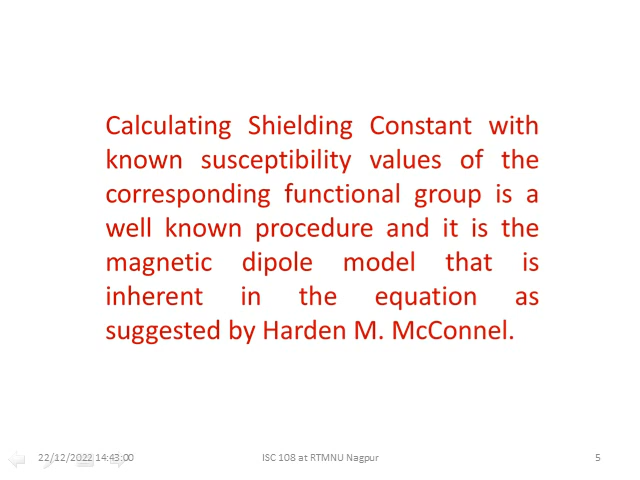 Calculating Shielding Constant with
known susceptibility values of the
corresponding functional group is a
well known procedure and it is the
magnetic dipole model that is
inherent in the equation as
suggested by Harden M. McConnel.
22/12/2022 14:43:00
ISC 108 at RTMNU Nagpur
5